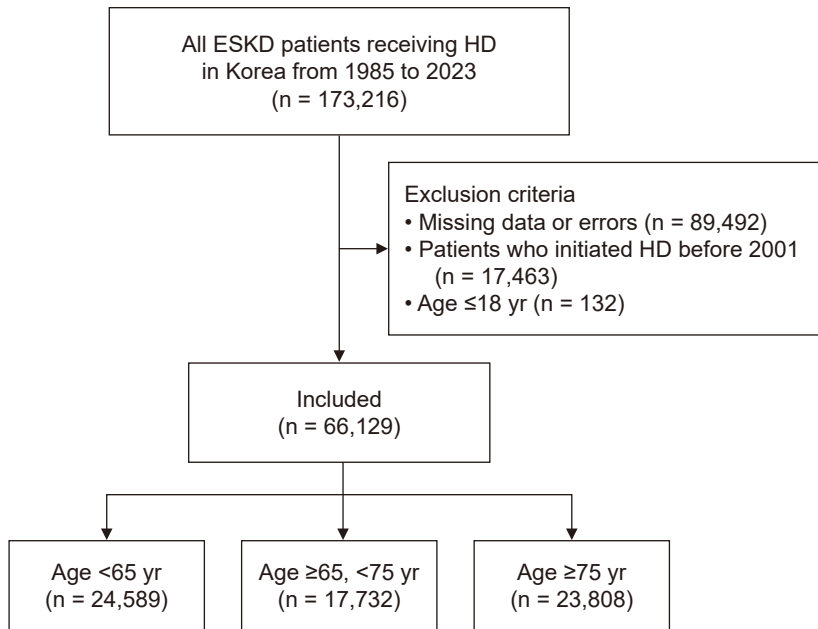 All ESKD patients receiving HD
in Korea from 1985 to 2023
(n = 173,216)
Exclusion criteria
• Missing data or errors (n = 89,492)
• Patients who initiated HD before 2001
(n = 17,463)
• Age ≤18 yr (n = 132)
Included
(n = 66,129)
Age <65 yr
(n = 24,589)
Age ≥65, <75 yr
(n = 17,732)
Age ≥75 yr
(n = 23,808)